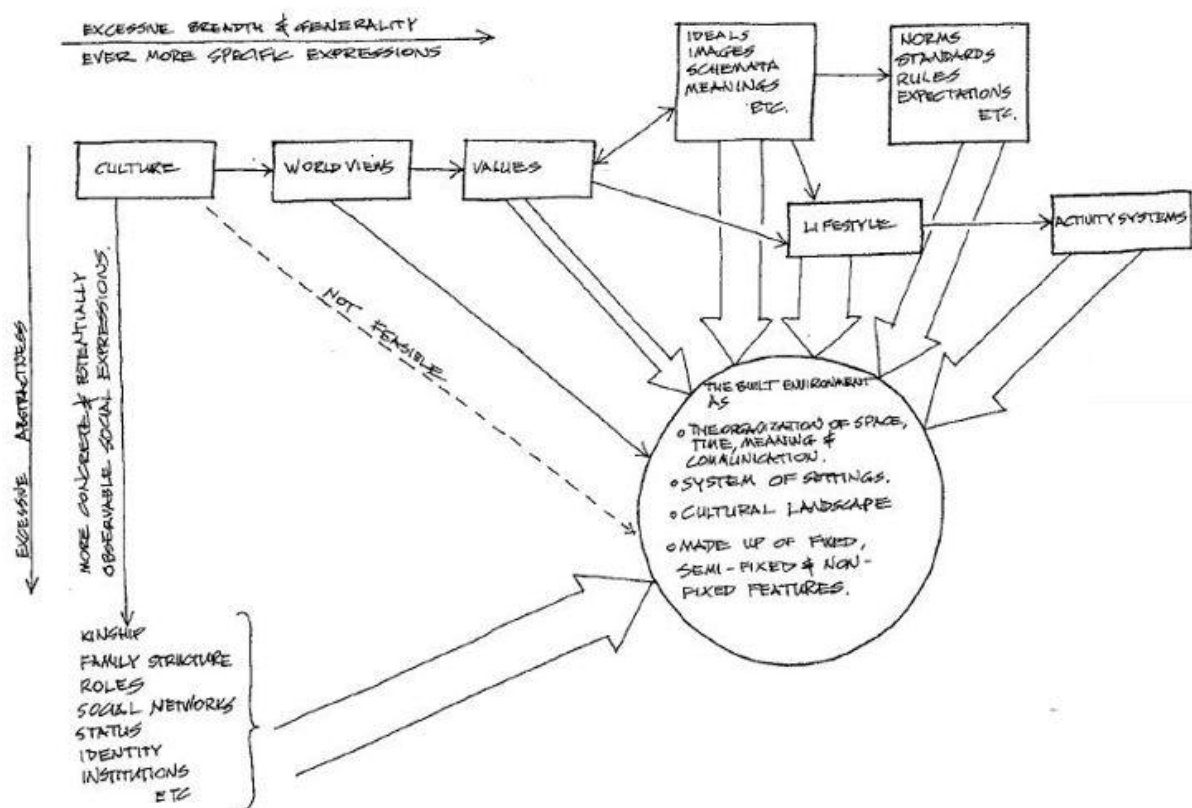 EXCESSIVE BREADTH & GENERALITY
EVER MORE SPECIFIC EXPRESSIONS
IDEALS
IMAGES
SCHEMATA
MEANINGS
ETC.
NORMS
STANDARDS
RULES
EXPECTATIONS
ETC.
CULTURE
WORLD VIEWS
VALUES
LIFESTYLE
ACTIVITY SYSTEMS
EXCESSIVE ABSTRACTNESS
MORE CONCRETE & POTENTIALLY
OBSERVABLE SOCIAL EXPRESSIONS.
NOT FEASIBLE
THE BUILT ENVIRONMENT
AS
THE ORGANIZATION OF SPACE,
TIME, MEANING &
COMMUNICATION.
SYSTEM OF SETTINGS.
CULTURAL LANDSCAPE
MADE UP OF FIXED,
SEMI-FIXED & NON-
FIXED FEATURES.
KINSHIP
FAMILY STRUCTURE
ROLES
SOCIAL NETWORKS
STATUS
IDENTITY
INSTITUTIONS
ETC